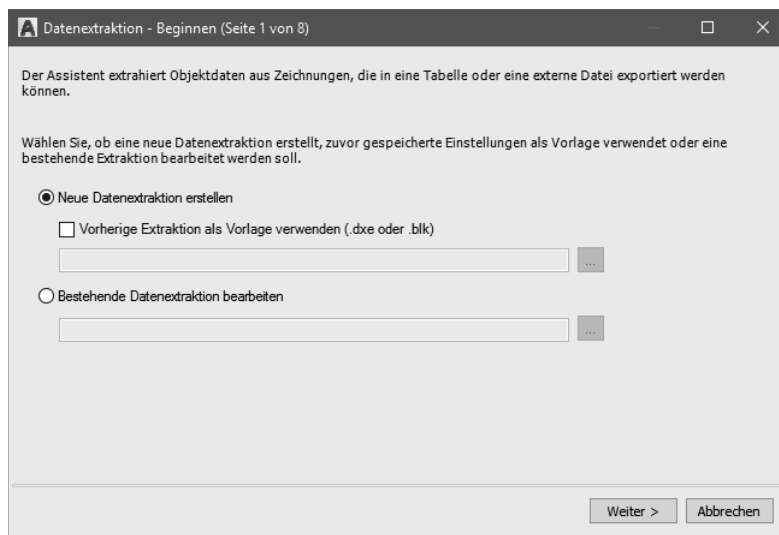 Datenextraktion - Beginnen (Seite 1 von 8)
Der Assistent extrahiert Objektdaten aus Zeichnungen, die in eine Tabelle oder eine externe Datei exportiert werden
können.
Wählen Sie, ob eine neue Datenextraktion erstellt, zuvor gespeicherte Einstellungen als Vorlage verwendet oder eine
bestehende Extraktion bearbeitet werden soll.
Neue Datenextraktion erstellen
Vorherige Extraktion als Vorlage verwenden (.dxe oder .blk)
...
Bestehende Datenextraktion bearbeiten
...
Weiter > Abbrechen